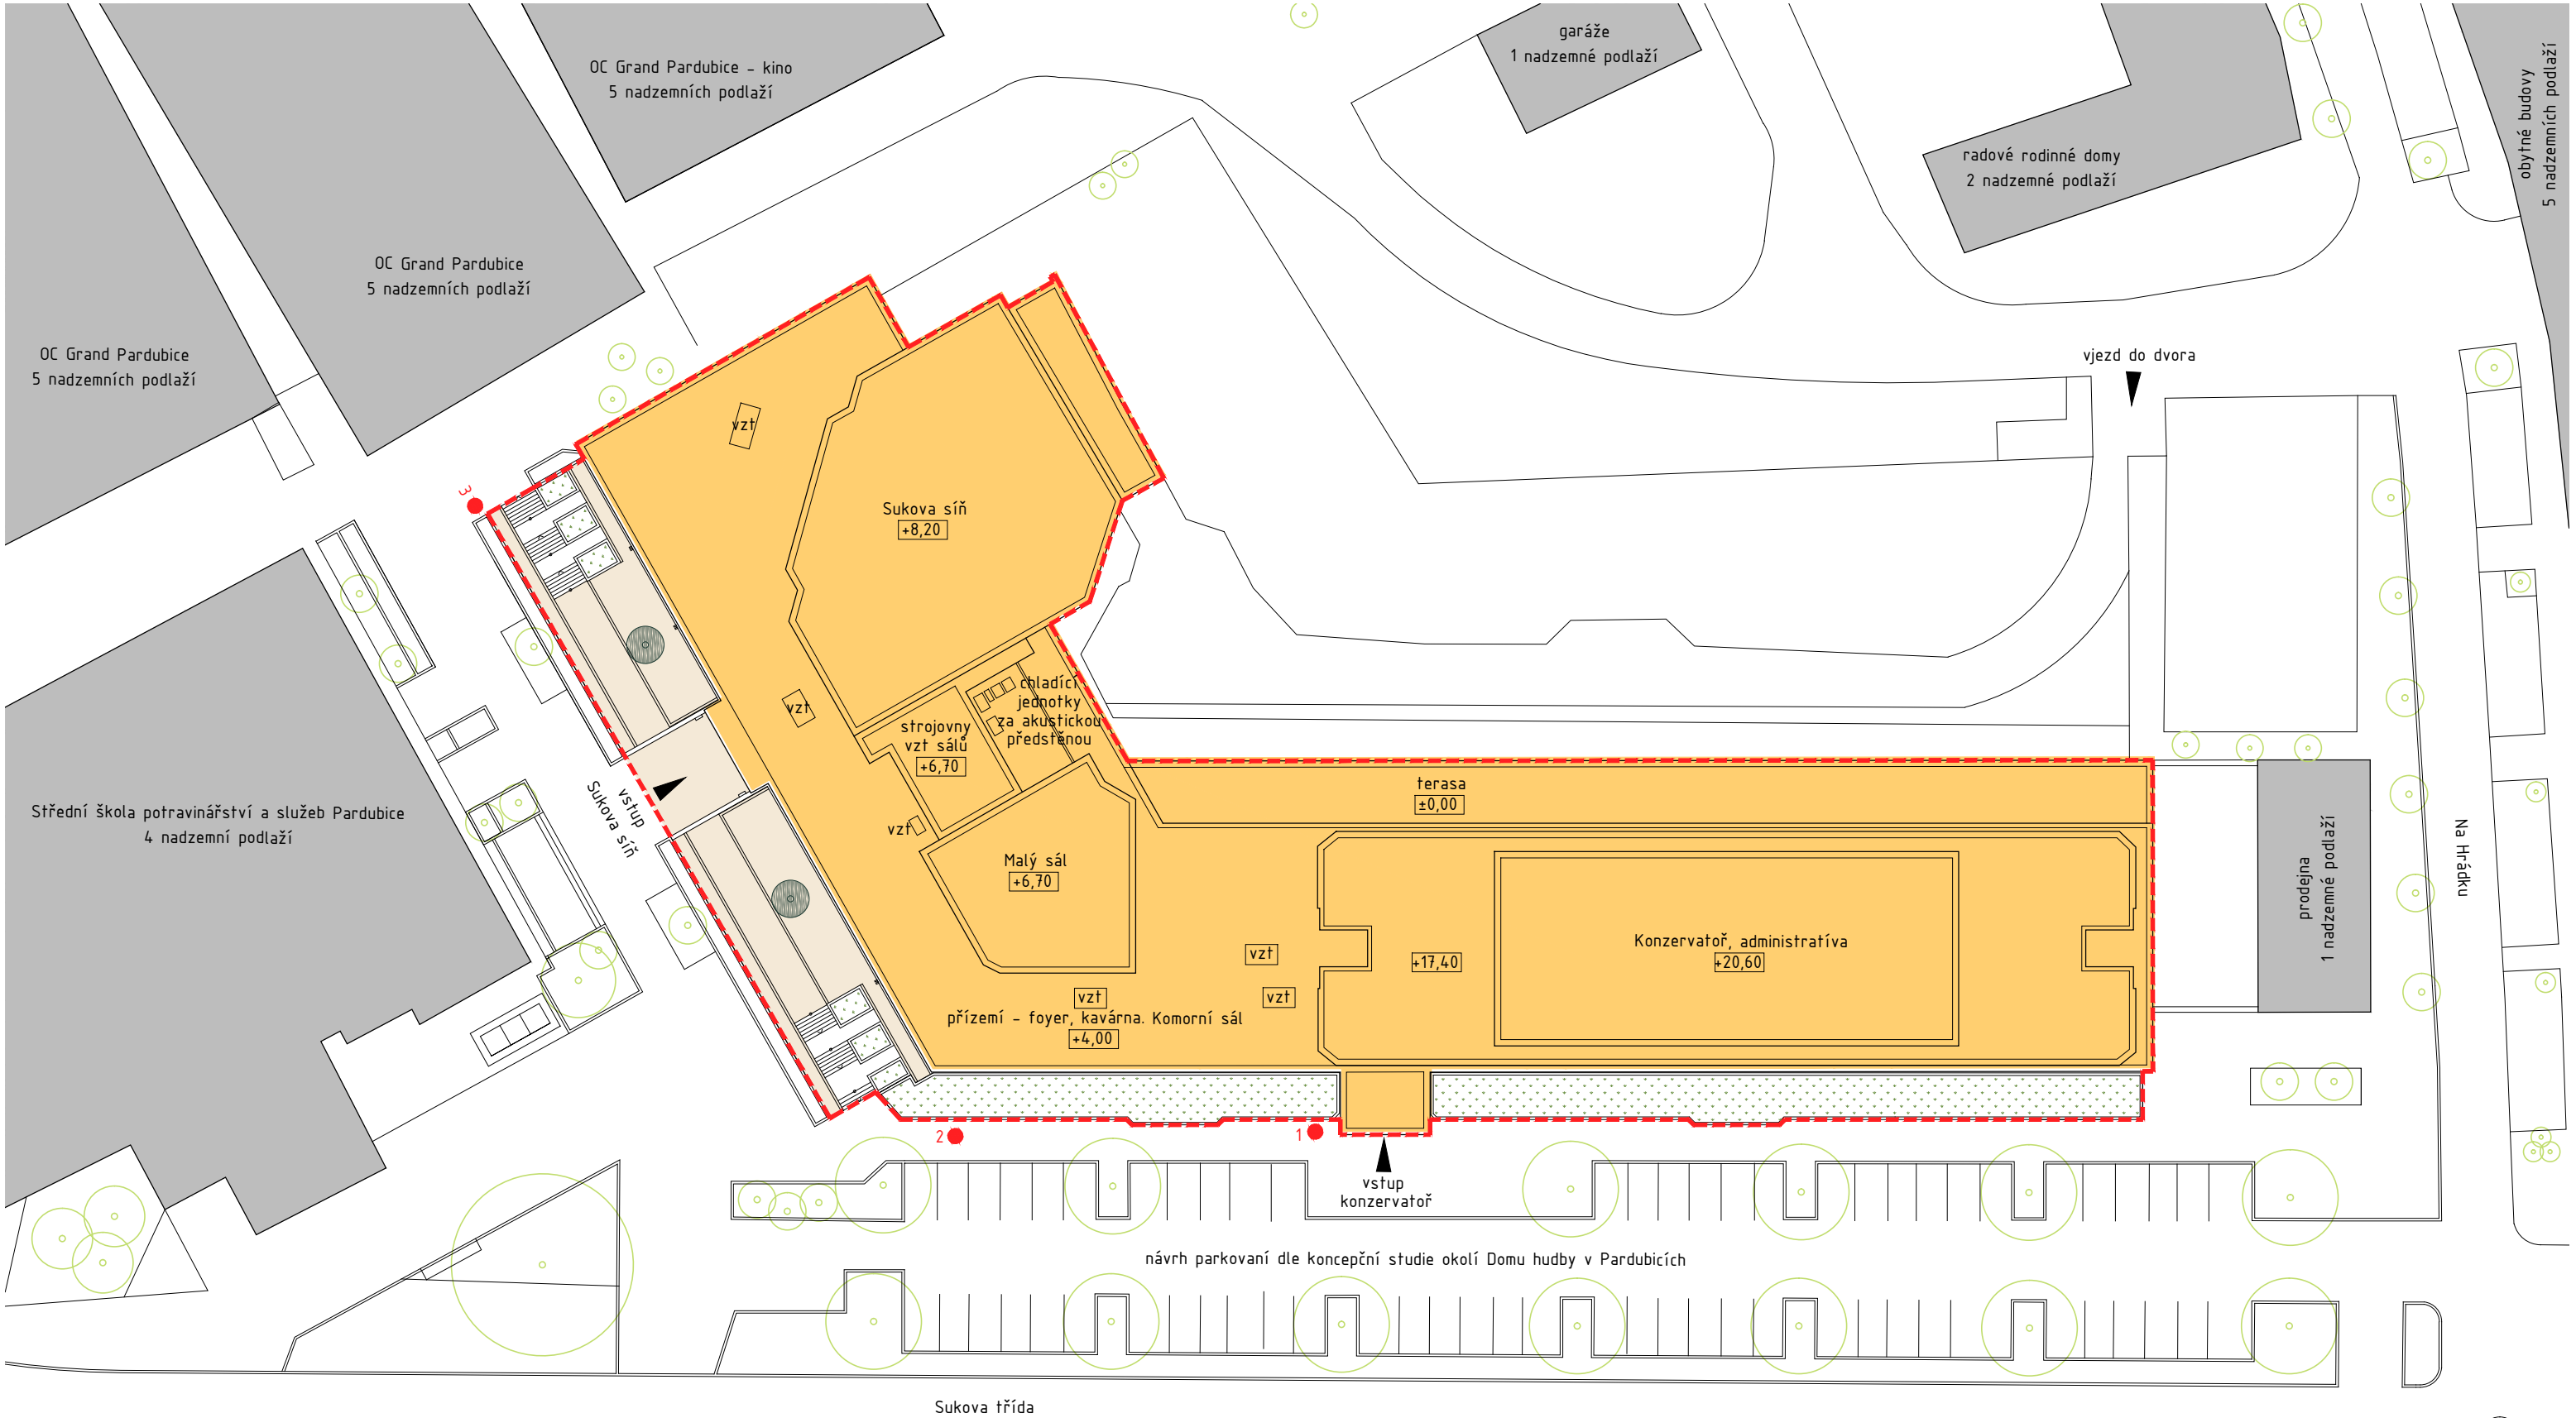 OC Grand Pardubice - kino
5 nadzemních podlaží
garáže
1 nadzemné podlaží
obytné budovy
5 nadzemních podlaží
radové rodinné domy
2 nadzemné podlaží
OC Grand Pardubice
5 nadzemních podlaží
OC Grand Pardubice
5 nadzemních podlaží
vjezd do dvora
vzt
3
Sukova síň
+8,20
chladící
jednotky
za akustickou
předstěnou
vzt
strojovny
vzt sálů
+6,70
terasa
±0,00
vstup
Sukova síň
Střední škola potravinářství a služeb Pardubice
4 nadzemní podlaží
vzt
Malý sál
+6,70
prodejna
1 nadzemné podlaží
Na Hrádku
Konzervatoř, administratíva
+20,60
+17,40
vzt
vzt
vzt
přízemí - foyer, kavárna. Komorní sál
+4,00
2
1
vstup
konzervatoř
návrh parkovaní dle koncepční studie okolí Domu hudby v Pardubicích
Sukova třída